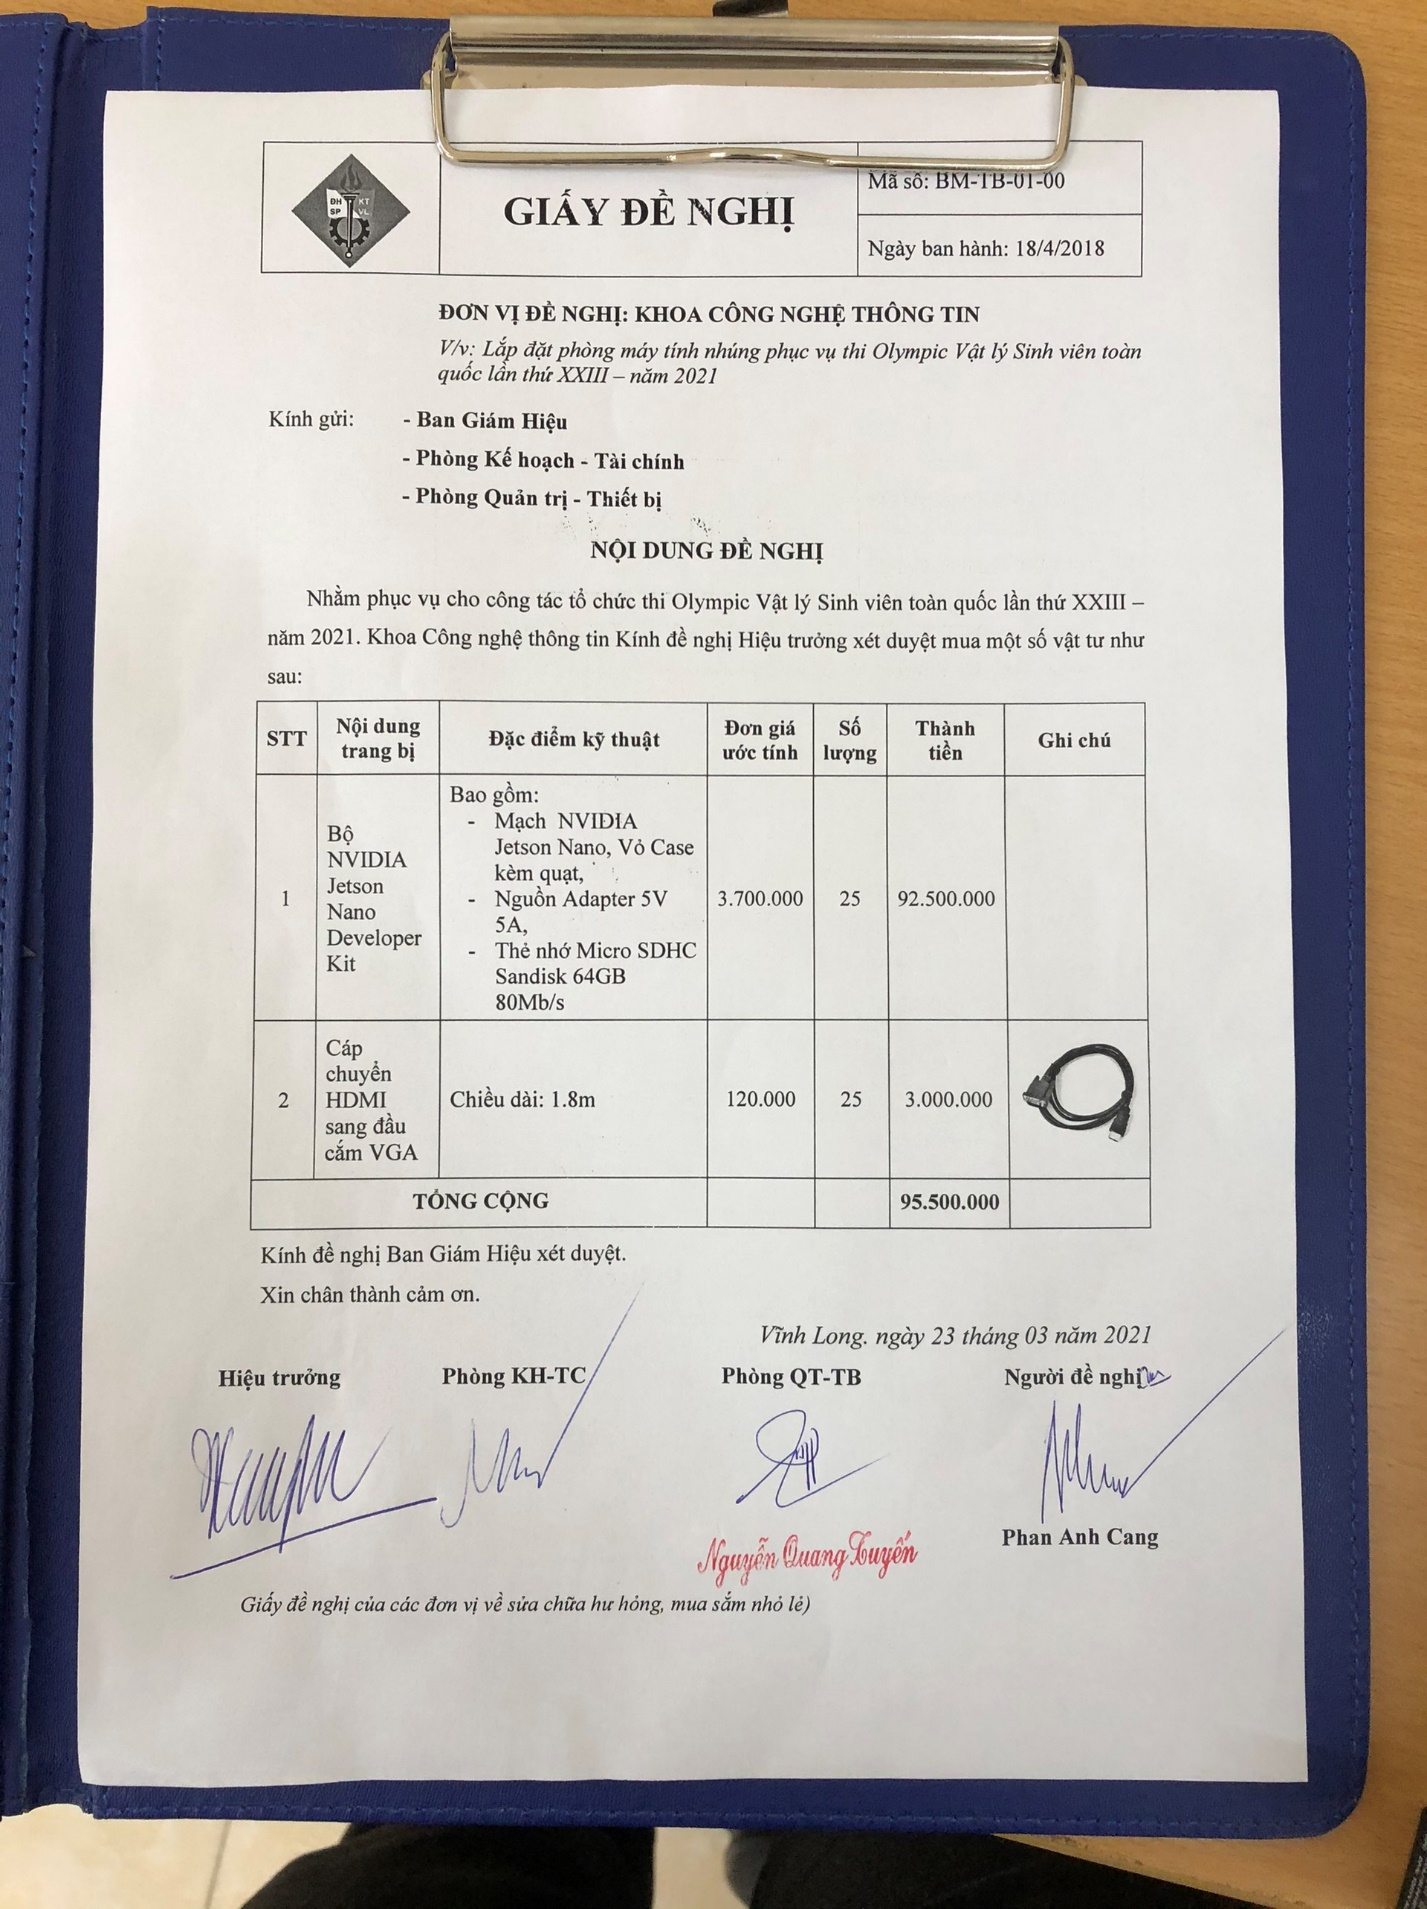 ĐH KT
SP VL
GIẤY ĐỀ NGHỊ
Mã số: BM-TB-01-00
Ngày ban hành: 18/4/2018
ĐƠN VỊ ĐỀ NGHỊ: KHOA CÔNG NGHỆ THÔNG TIN
V/v: Lắp đặt phòng máy tính nhúng phục vụ thi Olympic Vật lý Sinh viên toàn
quốc lần thứ XXIII – năm 2021
Kính gửi: - Ban Giám Hiệu
- Phòng Kế hoạch - Tài chính
- Phòng Quản trị - Thiết bị
NỘI DUNG ĐỀ NGHỊ
Nhằm phục vụ cho công tác tổ chức thi Olympic Vật lý Sinh viên toàn quốc lần thứ XXIII –
năm 2021. Khoa Công nghệ thông tin Kính đề nghị Hiệu trưởng xét duyệt mua một số vật tư như
sau:
STT
Nội dung
trang bị
Đặc điểm kỹ thuật
Đơn giá
ước tính
Số
lượng
Thành
tiền
Ghi chú
1
Bộ
NVIDIA
Jetson
Nano
Developer
Kit
Bao gồm:
- Mạch NVIDIA
Jetson Nano, Vỏ Case
kèm quạt,
- Nguồn Adapter 5V
5A,
- Thẻ nhớ Micro SDHC
Sandisk 64GB
80Mb/s
3.700.000
25
92.500.000
2
Cáp
chuyển
HDMI
sang đầu
cắm VGA
Chiều dài: 1.8m
120.000
25
3.000.000
TỔNG CỘNG
95.500.000
Kính đề nghị Ban Giám Hiệu xét duyệt.
Xin chân thành cảm ơn.
Vĩnh Long. ngày 23 tháng 03 năm 2021
Hiệu trưởng
Phòng KH-TC
Phòng QT-TB
Người đề nghị
Nguyễn Quang Tuyến
Phan Anh Cang
Giấy đề nghị của các đơn vị về sửa chữa hư hỏng, mua sắm nhỏ lẻ)